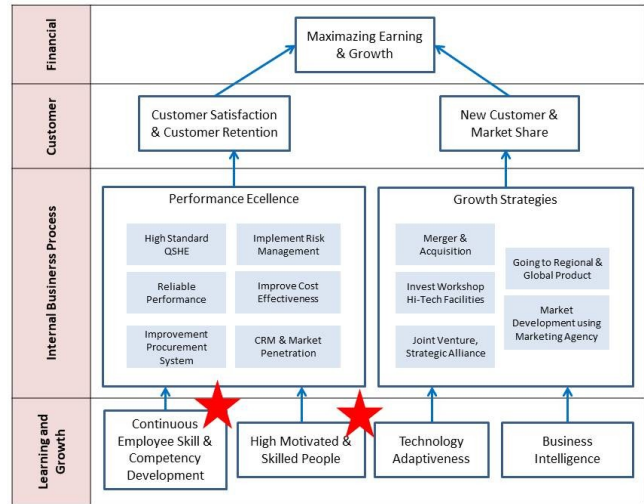 Financial
Maximazing Earning
& Growth
Customer
Customer Satisfaction
& Customer Retention
New Customer &
Market Share
Internal Businerss Process
Performance Ecellence
High Standard
QSHE
Implement Risk
Management
Reliable
Performance
Improve Cost
Effectiveness
Improvement
Procurement
System
CRM & Market
Penetration
Growth Strategies
Merger &
Acquisition
Going to Regional &
Global Product
Invest Workshop
Hi-Tech Facilities
Market
Development using
Marketing Agency
Joint Venture,
Strategic Alliance
Learning and
Growth
Continuous
Employee Skill &
Competency
Development
High Motivated &
Skilled People
Technology
Adaptiveness
Business
Intelligence